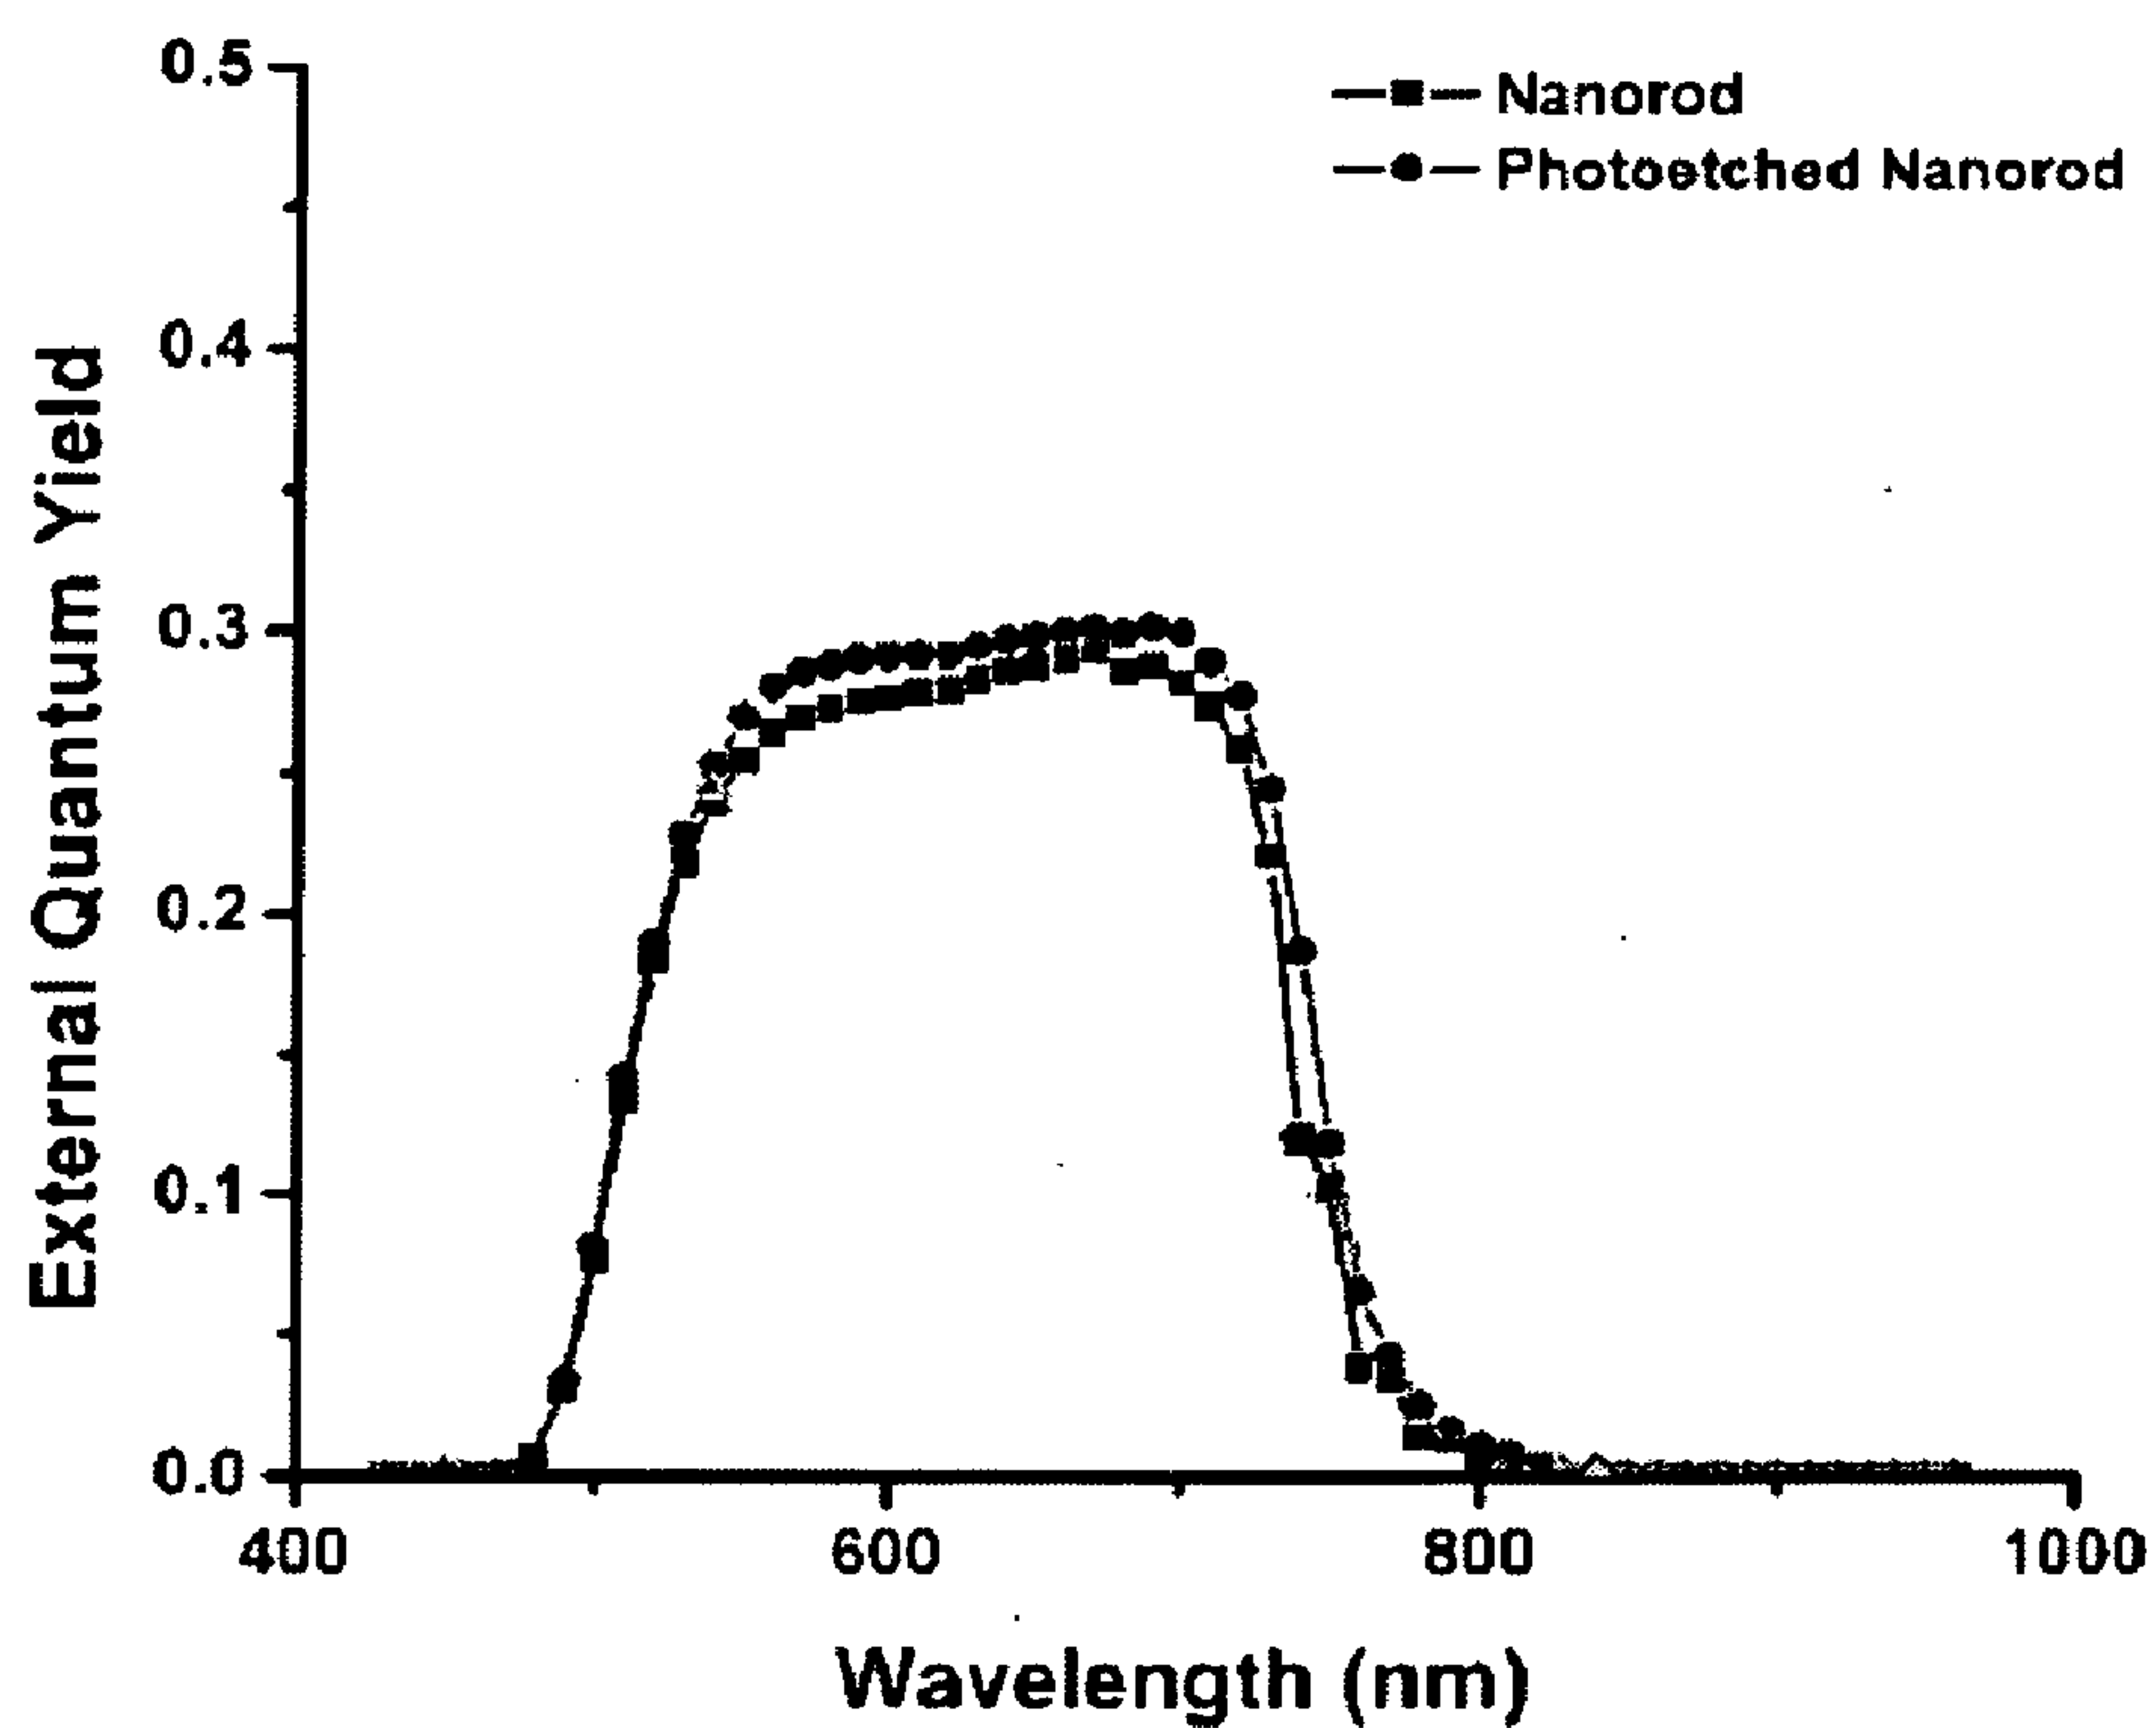 0.5
0.4
0.3
0.2
0.1
0.0
External Quantum Yield
Nanorod
Photoetched Nanorod
400
600
800
1000
Wavelength (nm)